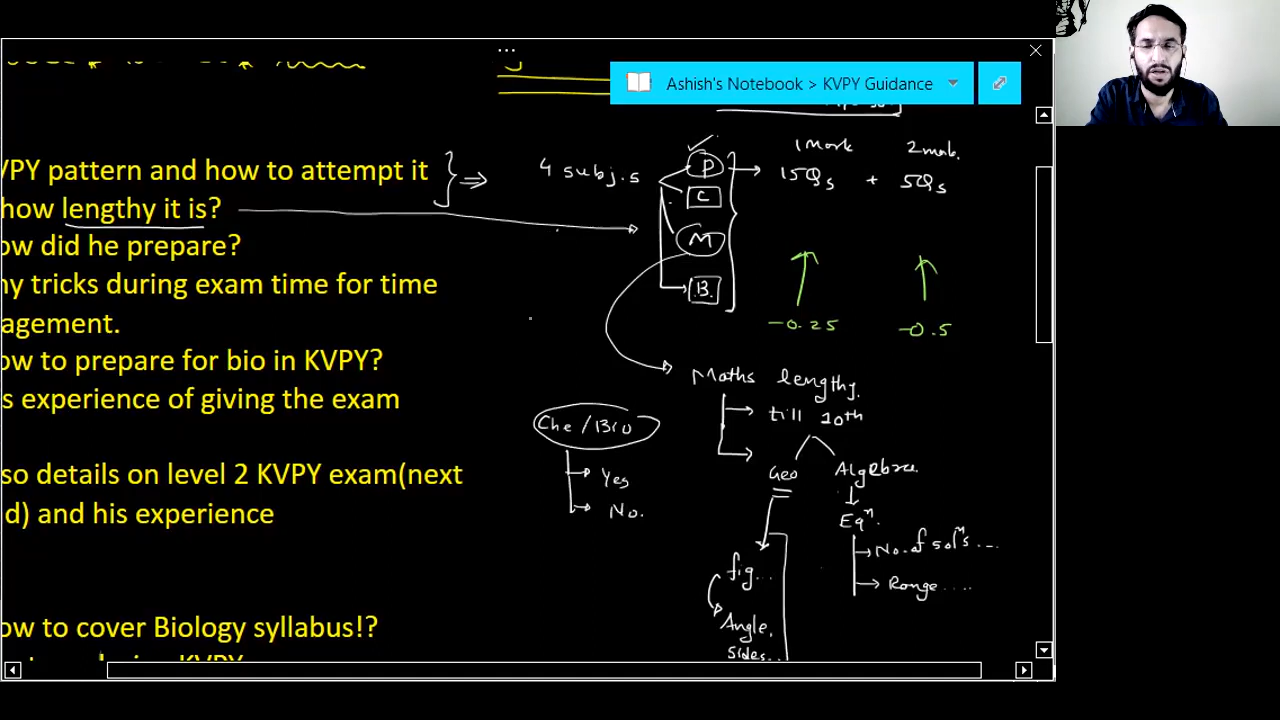 Ashish's Notebook > KVPY Guidance
VPY pattern and how to attempt it
how lengthy it is?
ow did he prepare?
ny tricks during exam time for time
agement.
ow to prepare for bio in KVPY?
s experience of giving the exam
so details on level 2 KVPY exam(next
d) and his experience
ow to cover Biology syllabus!?
4 subj.s
P
C
M
B.
1 mark
2 mark.
15Qs + 5Qs
-0.25
-0.5
Maths lengthy.
till 10th
Geo
Algebra.
Eqn.
No. of soln s ...
Range .....
fig...
Angle.
Sides..
Che / Bio
Yes
No.